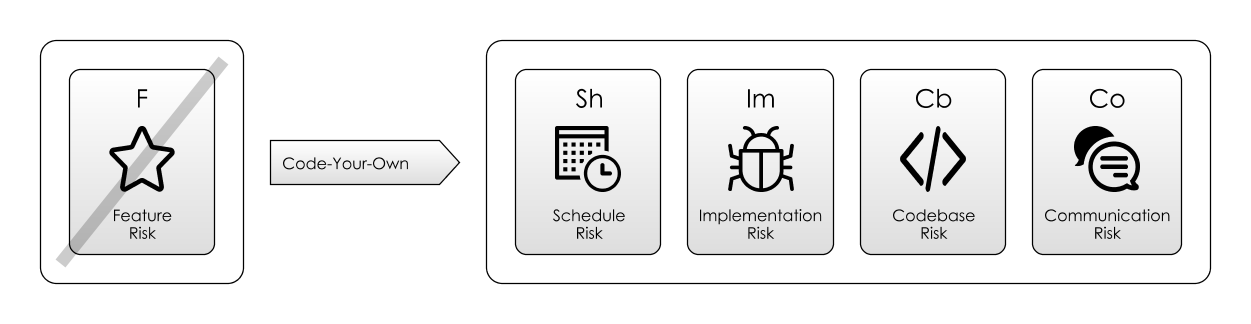 F
Feature
Risk
Code-Your-Own
Sh
Schedule
Risk
Im
Implementation
Risk
Cb
Codebase
Risk
Co
Communication
Risk